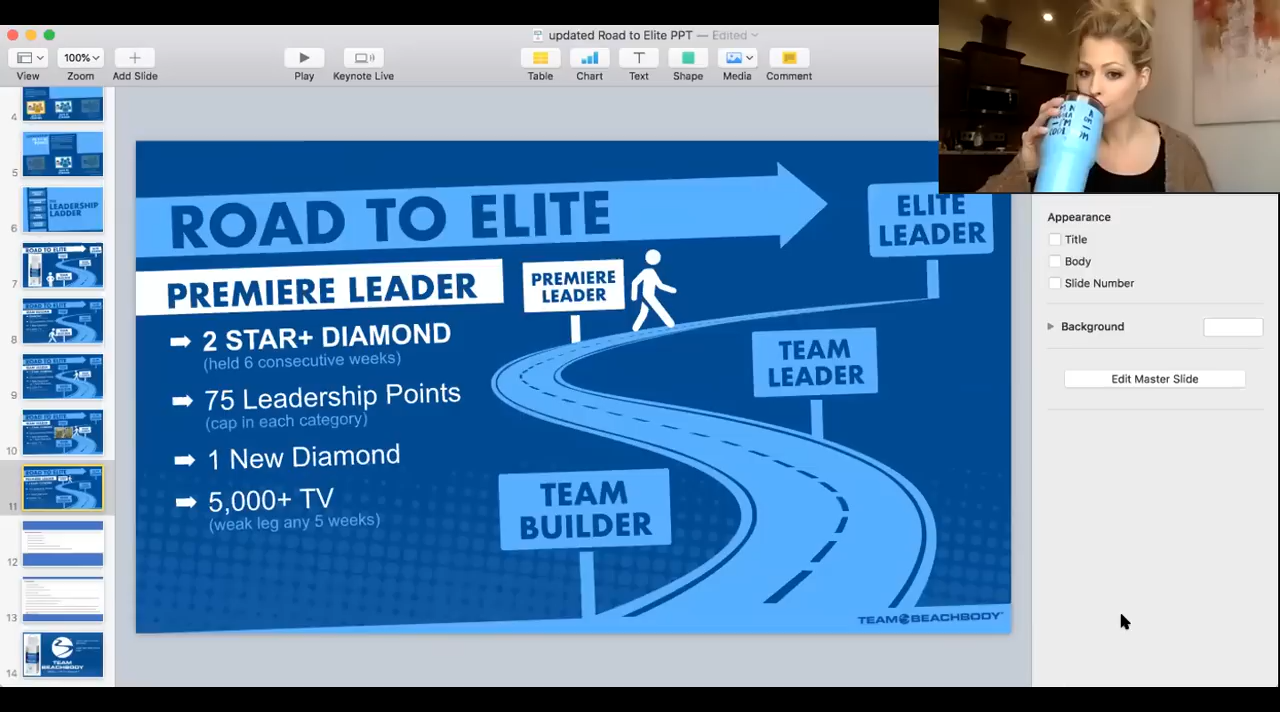 updated Road to Elite PPT — Edited
100%
View
Zoom
Add Slide
Play
Keynote Live
Table
Chart
Text
Shape
Media
Comment
4
5
6
LEADERSHIP
LADDER
7
8
9
10
11
12
13
14
TEAM
BEACHBODY
ROAD TO ELITE
PREMIERE LEADER
➡ 2 STAR+ DIAMOND
(held 6 consecutive weeks)
➡ 75 Leadership Points
(cap in each category)
➡ 1 New Diamond
➡ 5,000+ TV
(weak leg any 5 weeks)
PREMIERE
LEADER
ELITE
LEADER
TEAM
LEADER
TEAM
BUILDER
TEAM BEACHBODY
Appearance
Title
Body
Slide Number
Background
Edit Master Slide